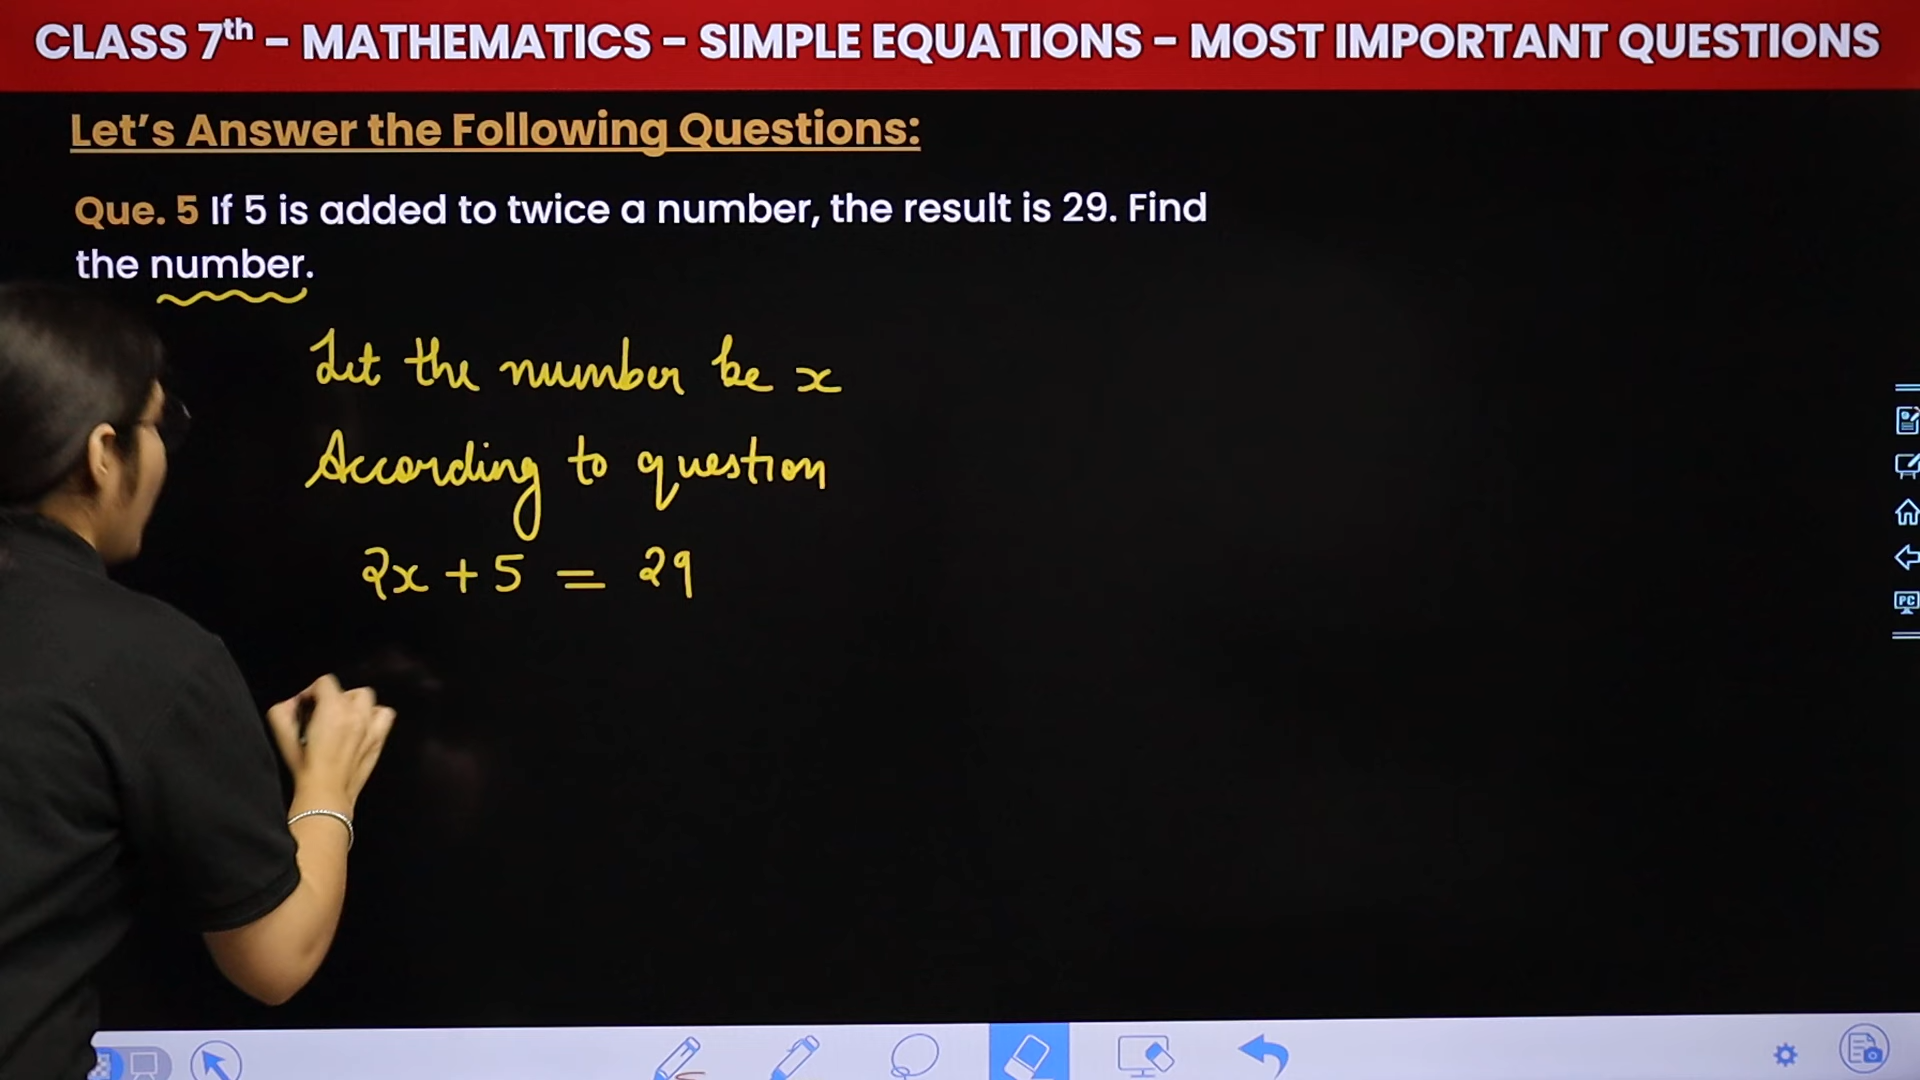 CLASS 7th - MATHEMATICS - SIMPLE EQUATIONS - MOST IMPORTANT QUESTIONS
Let's Answer the Following Questions:
Que. 5 If 5 is added to twice a number, the result is 29. Find
the number.
Let the number be x
According to question
2x + 5 = 29
PC